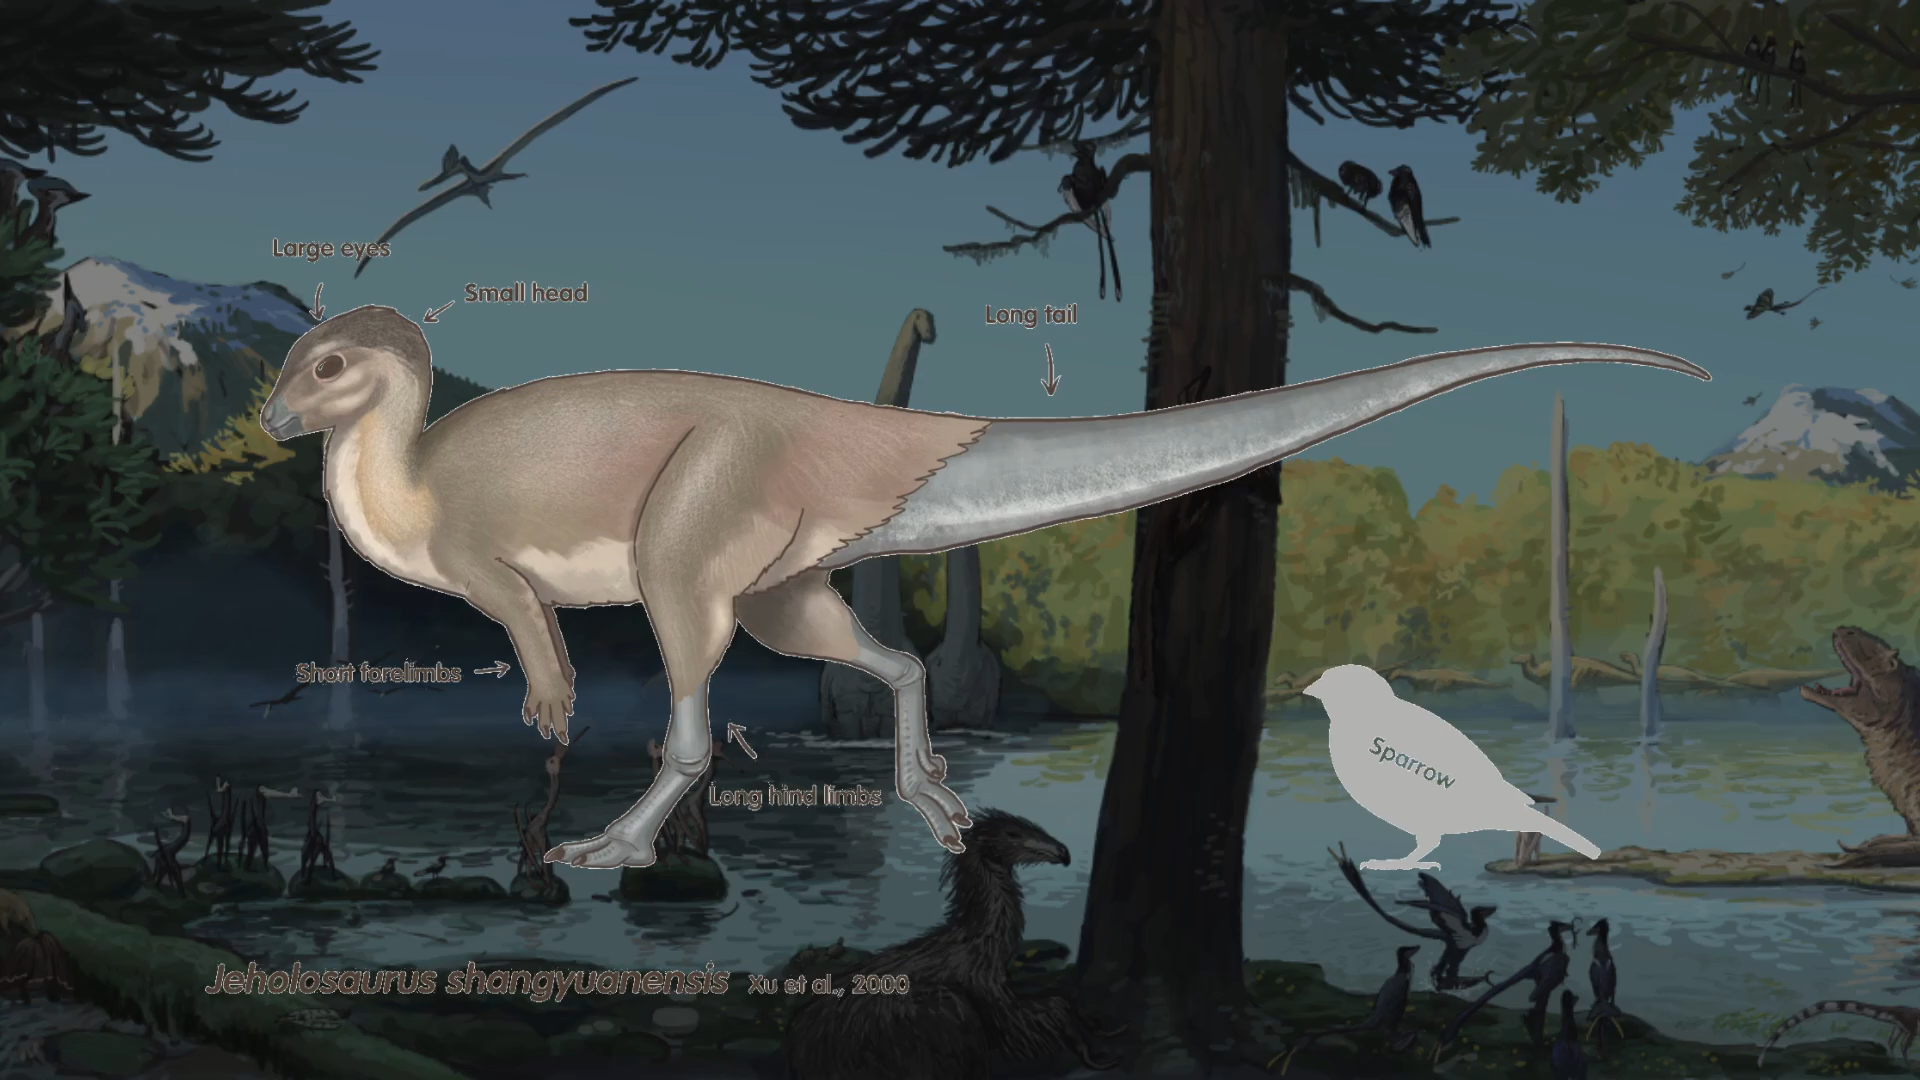 Large eyes
Small head
Long tail
Short forelimbs
Long hind limbs
Sparrow
Jeholosaurus shangyuanensis Xu et al., 2000